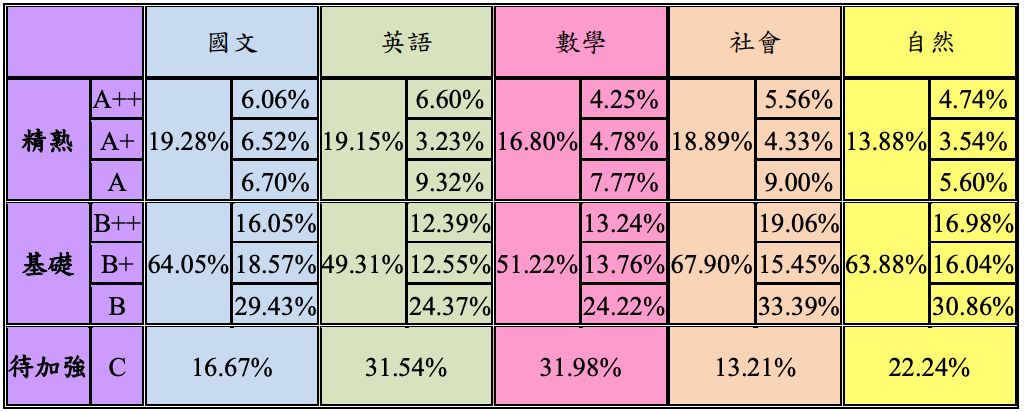 國文 英語 數學 社會 自然
A++ 6.06% 6.60% 4.25% 5.56% 4.74%
精熟 A+ 19.28% 6.52% 19.15% 3.23% 16.80% 4.78% 18.89% 4.33% 13.88% 3.54%
A 6.70% 9.32% 7.77% 9.00% 5.60%
B++ 16.05% 12.39% 13.24% 19.06% 16.98%
基礎 B+ 64.05% 18.57% 49.31% 12.55% 51.22% 13.76% 67.90% 15.45% 63.88% 16.04%
B 29.43% 24.37% 24.22% 33.39% 30.86%
待加強 C 16.67% 31.54% 31.98% 13.21% 22.24%